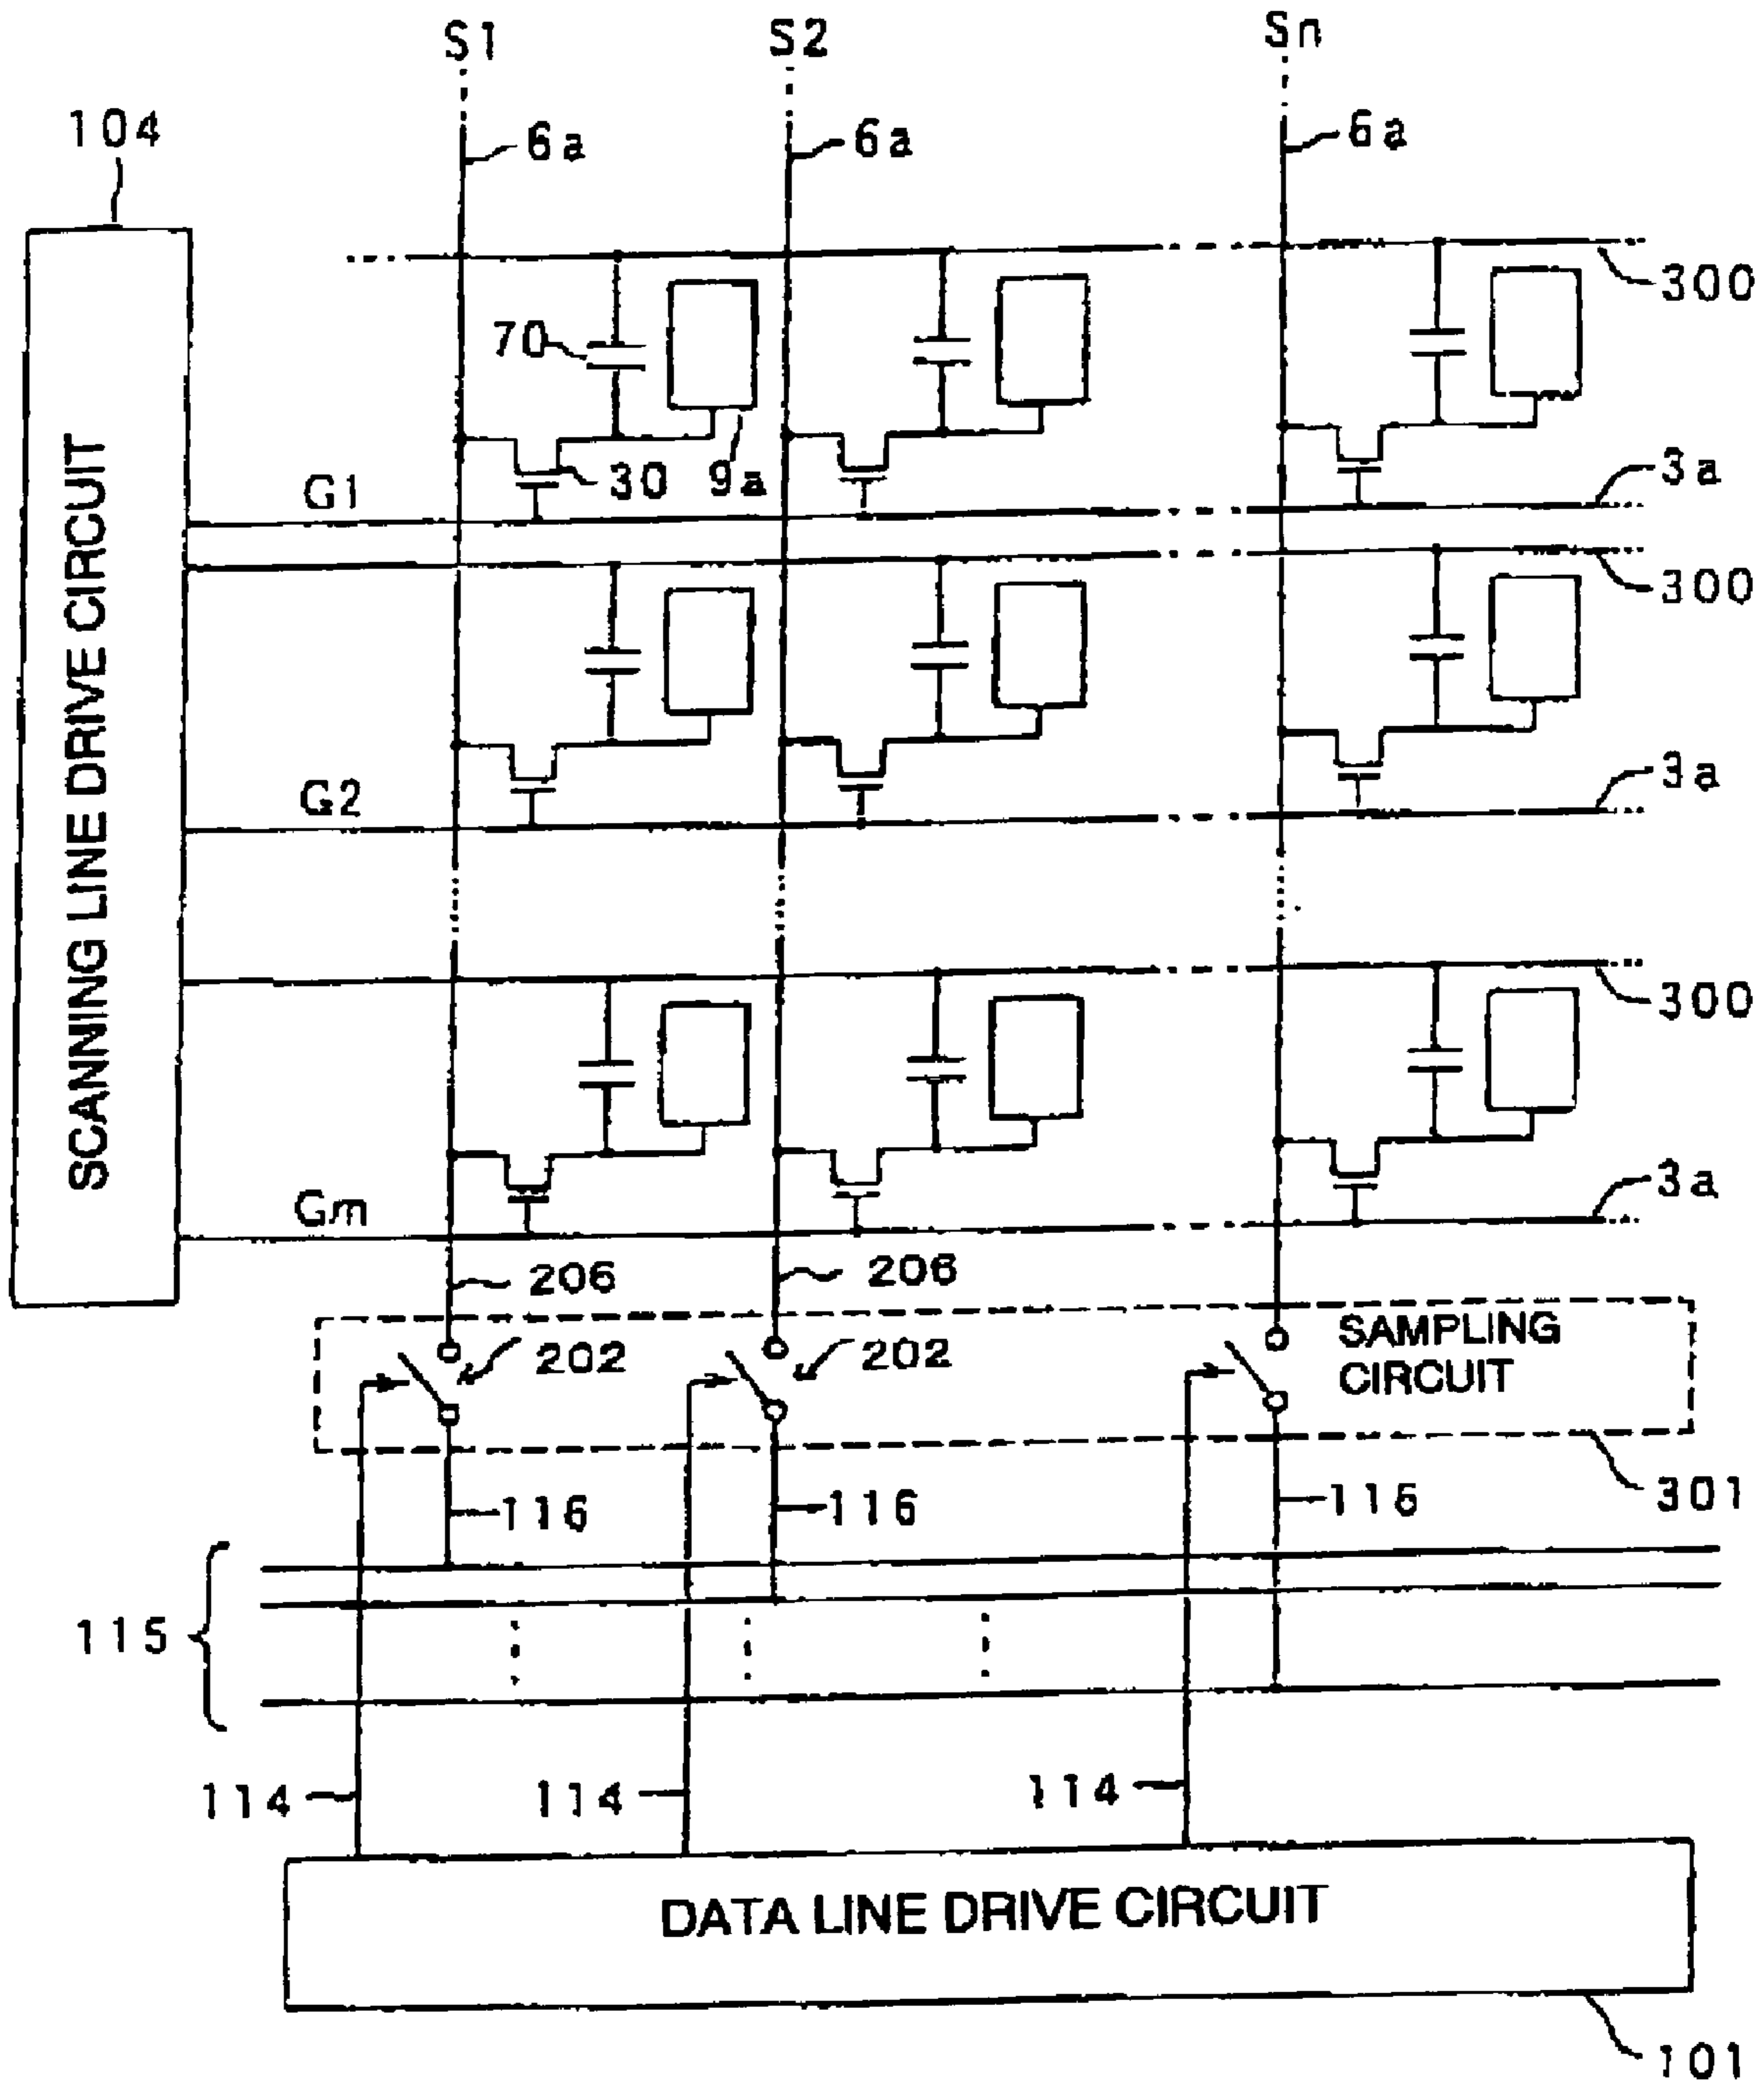 S1 S2 Sn
104 6a 6a 6a
300
70
30 9a
G1 3a
300
G2 3a
300
Gm 3a
SCANNING LINE DRIVE CIRCUIT
206 206
202 202 SAMPLING
CIRCUIT
116 116 116 301
115
114 114 114
DATA LINE DRIVE CIRCUIT
101